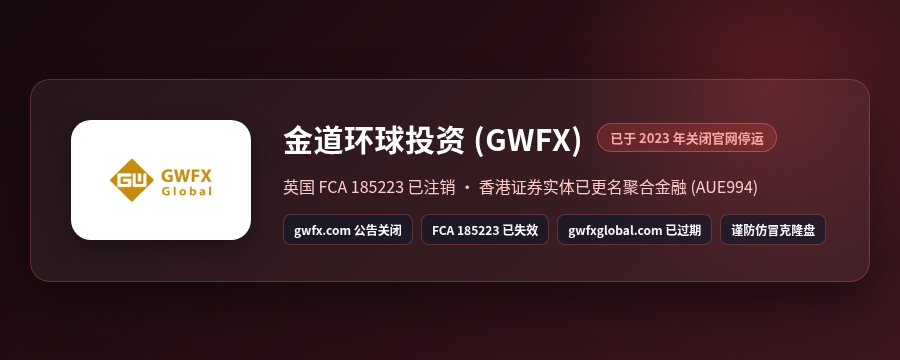 GWFX
Global
金道环球投资 (GWFX)
已于 2023 年关闭官网停运
英国 FCA 185223 已注销 · 香港证券实体已更名聚合金融 (AUE994)
gwfx.com 公告关闭
FCA 185223 已失效
gwfxglobal.com 已过期
谨防仿冒克隆盘